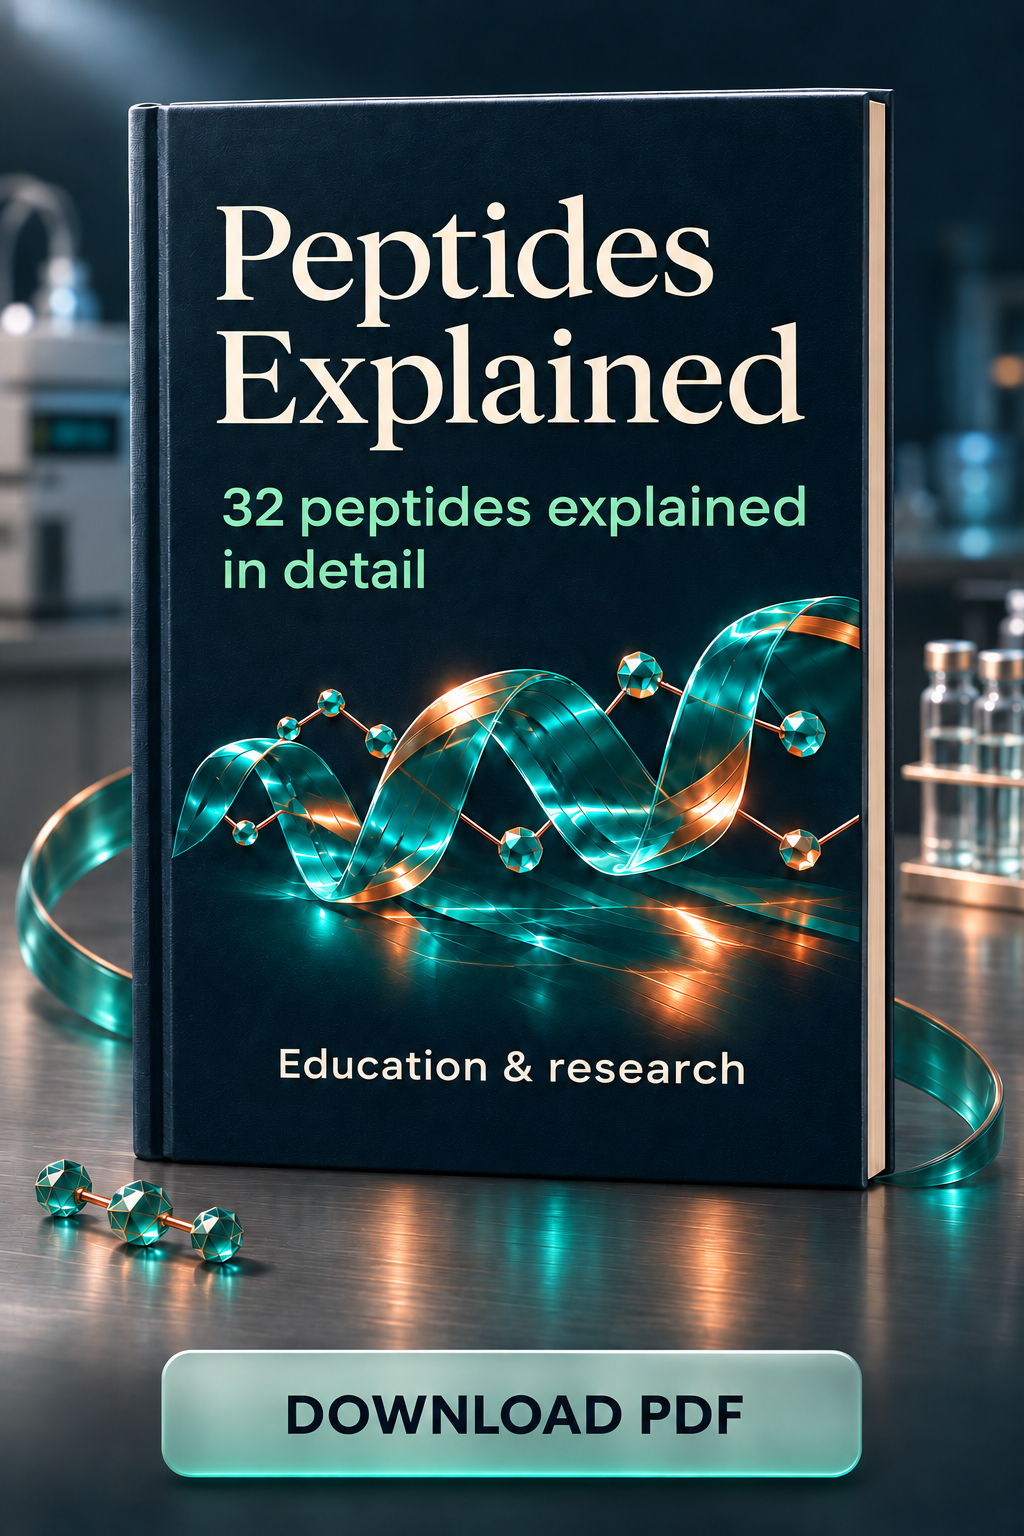 Peptides
Explained
32 peptides explained
in detail
Education & research
DOWNLOAD PDF